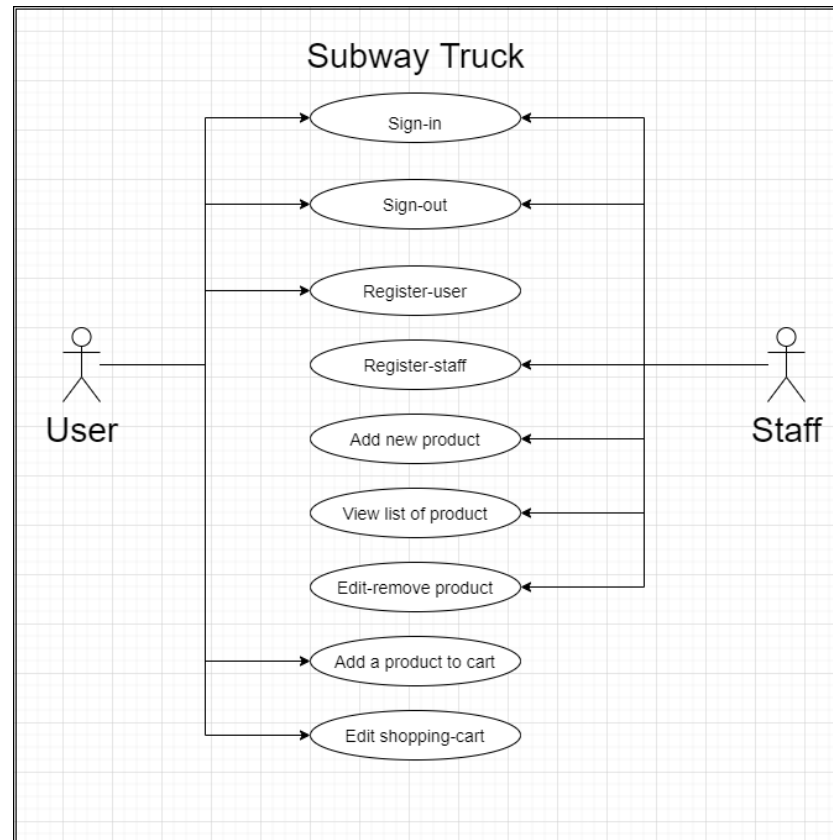 Subway Truck
Sign-in
Sign-out
Register-user
Register-staff
User
Staff
Add new product
View list of product
Edit-remove product
Add a product to cart
Edit shopping-cart